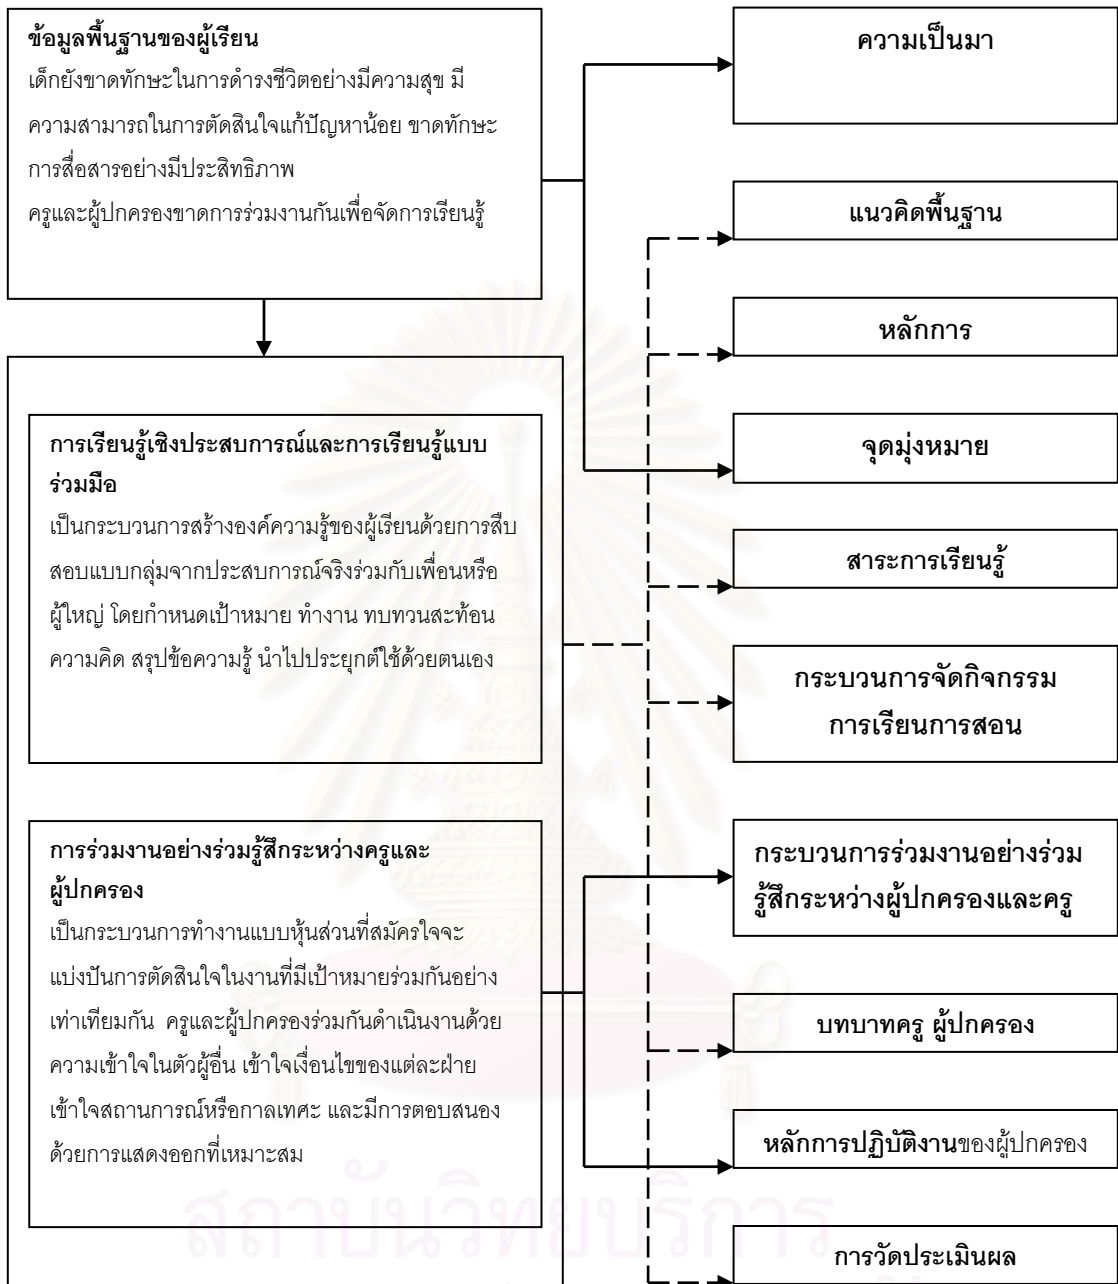 ข้อมูลพื้นฐานของผู้เรียน
เด็กยังขาดทักษะในการดำรงชีวิตอย่างมีความสุข มี
ความสามารถในการตัดสินใจแก้ปัญหาน้อย ขาดทักษะ
การสื่อสารอย่างมีประสิทธิภาพ
ครูและผู้ปกครองขาดการร่วมงานกันเพื่อจัดการเรียนรู้
การเรียนรู้เชิงประสบการณ์และการเรียนรู้แบบ
ร่วมมือ
เป็นกระบวนการสร้างองค์ความรู้ของผู้เรียนด้วยการสืบ
สอบแบบกลุ่มจากประสบการณ์จริงร่วมกับเพื่อนหรือ
ผู้ใหญ่ โดยกำหนดเป้าหมาย ทำงาน ทบทวนสะท้อน
ความคิด สรุปข้อความรู้ นำไปประยุกต์ใช้ด้วยตนเอง
การร่วมงานอย่างร่วมรู้สึกระหว่างครูและ
ผู้ปกครอง
เป็นกระบวนการทำงานแบบหุ้นส่วนที่สมัครใจจะ
แบ่งปันการตัดสินใจในงานที่มีเป้าหมายร่วมกันอย่าง
เท่าเทียมกัน ครูและผู้ปกครองร่วมกันดำเนินงานด้วย
ความเข้าใจในตัวผู้อื่น เข้าใจเงื่อนไขของแต่ละฝ่าย
เข้าใจสถานการณ์หรือกาลเทศะ และมีการตอบสนอง
ด้วยการแสดงออกที่เหมาะสม
ความเป็นมา
แนวคิดพื้นฐาน
หลักการ
จุดมุ่งหมาย
สาระการเรียนรู้
กระบวนการจัดกิจกรรม
การเรียนการสอน
กระบวนการร่วมงานอย่างร่วม
รู้สึกระหว่างผู้ปกครองและครู
บทบาทครู ผู้ปกครอง
หลักการปฏิบัติงานของผู้ปกครอง
การวัดประเมินผล
สถาบันวิทยบริการ